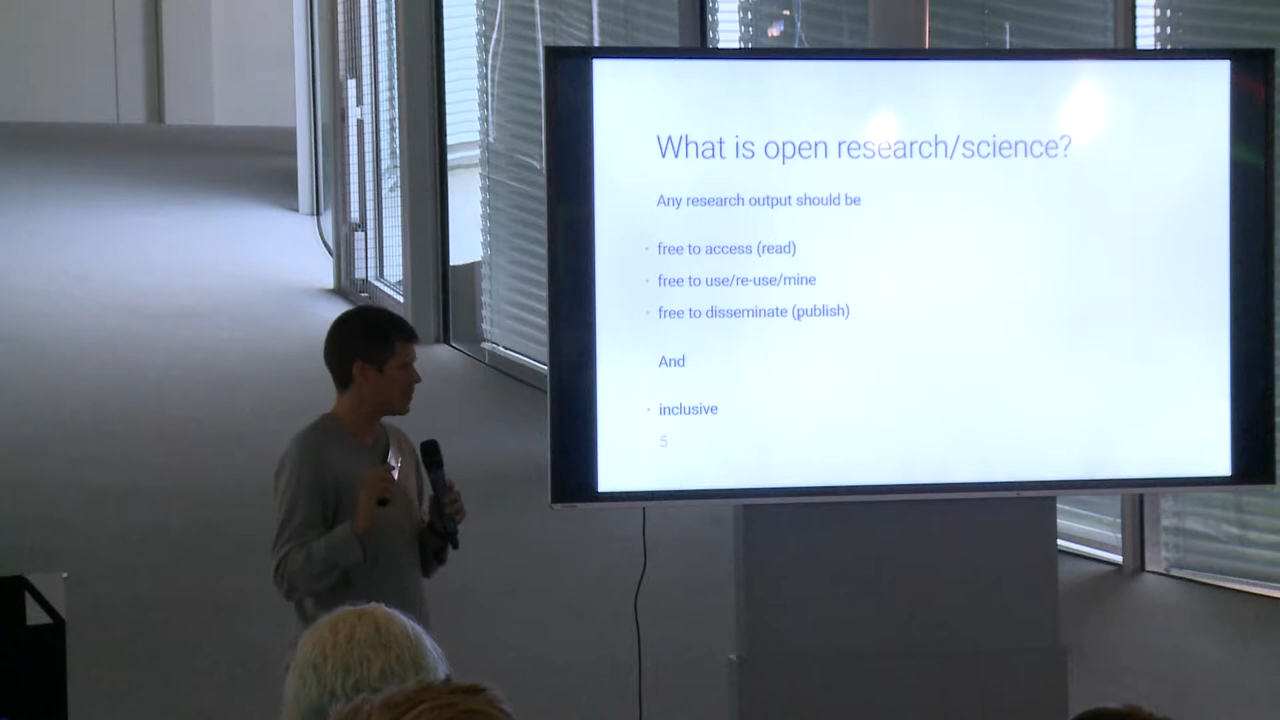 What is open research/science?
Any research output should be
· free to access (read)
· free to use/re-use/mine
· free to disseminate (publish)
And
· inclusive
5